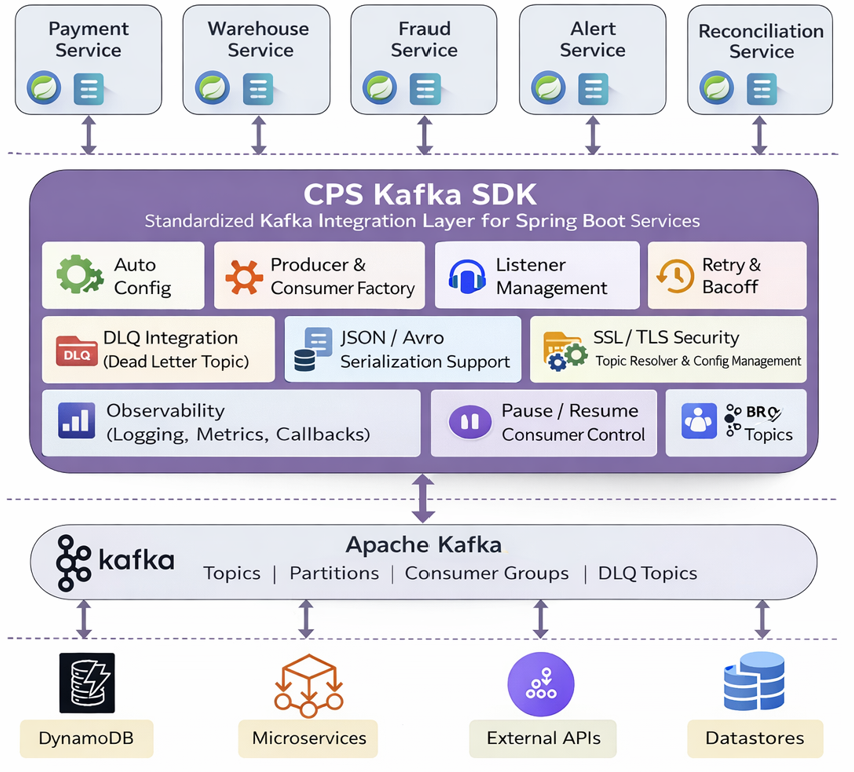 Payment
Service
Warehouse
Service
Fraud
Service
Alert
Service
Reconciliation
Service
CPS Kafka SDK
Standardized Kafka Integration Layer for Spring Boot Services
Auto
Config
Producer &
Consumer Factory
Listener
Management
Retry &
Bacoff
DLQ
DLQ Integration
(Dead Letter Topic)
JSON / Avro
Serialization Support
SSL / TLS Security
Topic Resolver & Config Management
Observability
(Logging, Metrics, Callbacks)
Pause / Resume
Consumer Control
Topics
kafka
Apache Kafka
Topics | Partitions | Consumer Groups | DLQ Topics
DynamoDB
Microservices
External APIs
Datastores